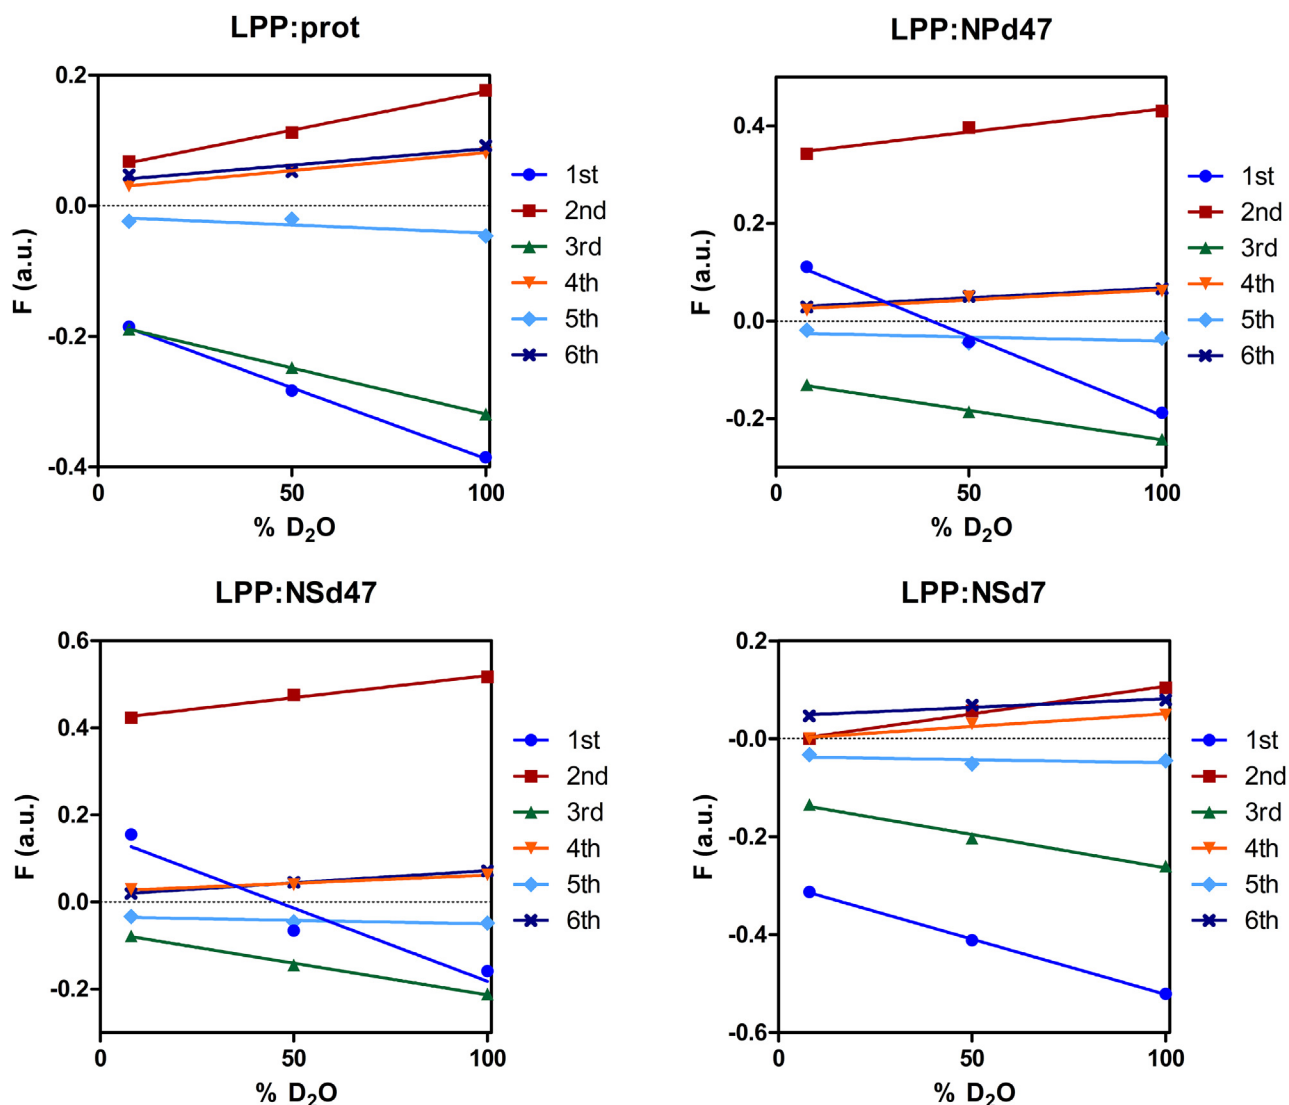 LPP:prot
F (a.u.)
0.2
0.0
-0.2
-0.4
0
50
100
% D₂O
1st
2nd
3rd
4th
5th
6th
LPP:NPd47
F (a.u.)
0.4
0.2
0.0
-0.2
0
50
100
% D₂O
1st
2nd
3rd
4th
5th
6th
LPP:NSd47
F (a.u.)
0.6
0.4
0.2
0.0
-0.2
0
50
100
% D₂O
1st
2nd
3rd
4th
5th
6th
LPP:NSd7
F (a.u.)
0.2
-0.0
-0.2
-0.4
-0.6
0
50
100
% D₂O
1st
2nd
3rd
4th
5th
6th